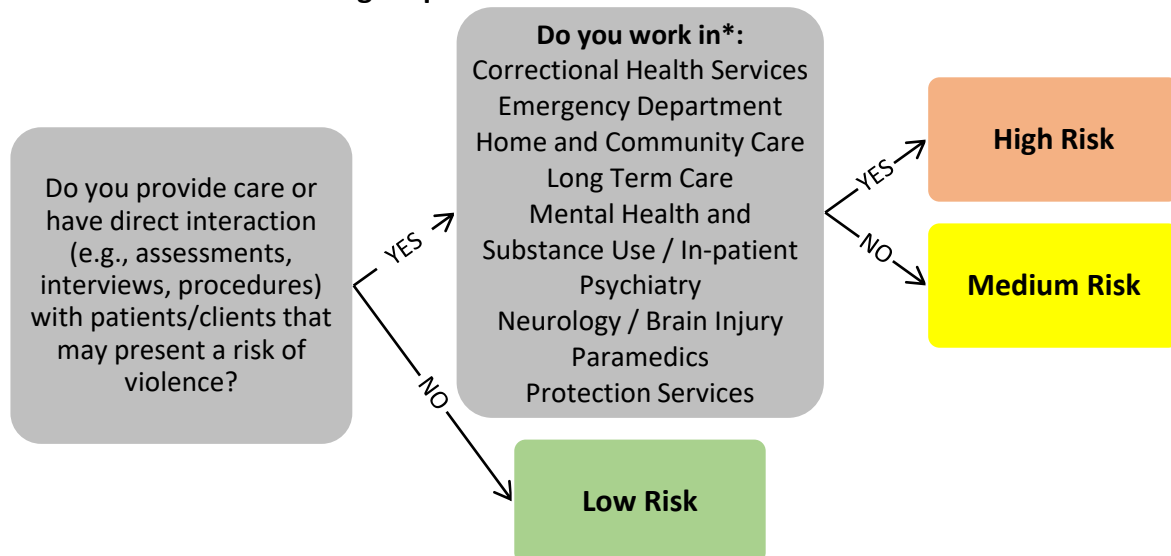 Do you provide care or
have direct interaction
(e.g., assessments,
interviews, procedures)
with patients/clients that
may present a risk of
violence?
YES
NO
Do you work in*:
Correctional Health Services
Emergency Department
Home and Community Care
Long Term Care
Mental Health and
Substance Use / In-patient
Psychiatry
Neurology / Brain Injury
Paramedics
Protection Services
YES
NO
High Risk
Medium Risk
Low Risk